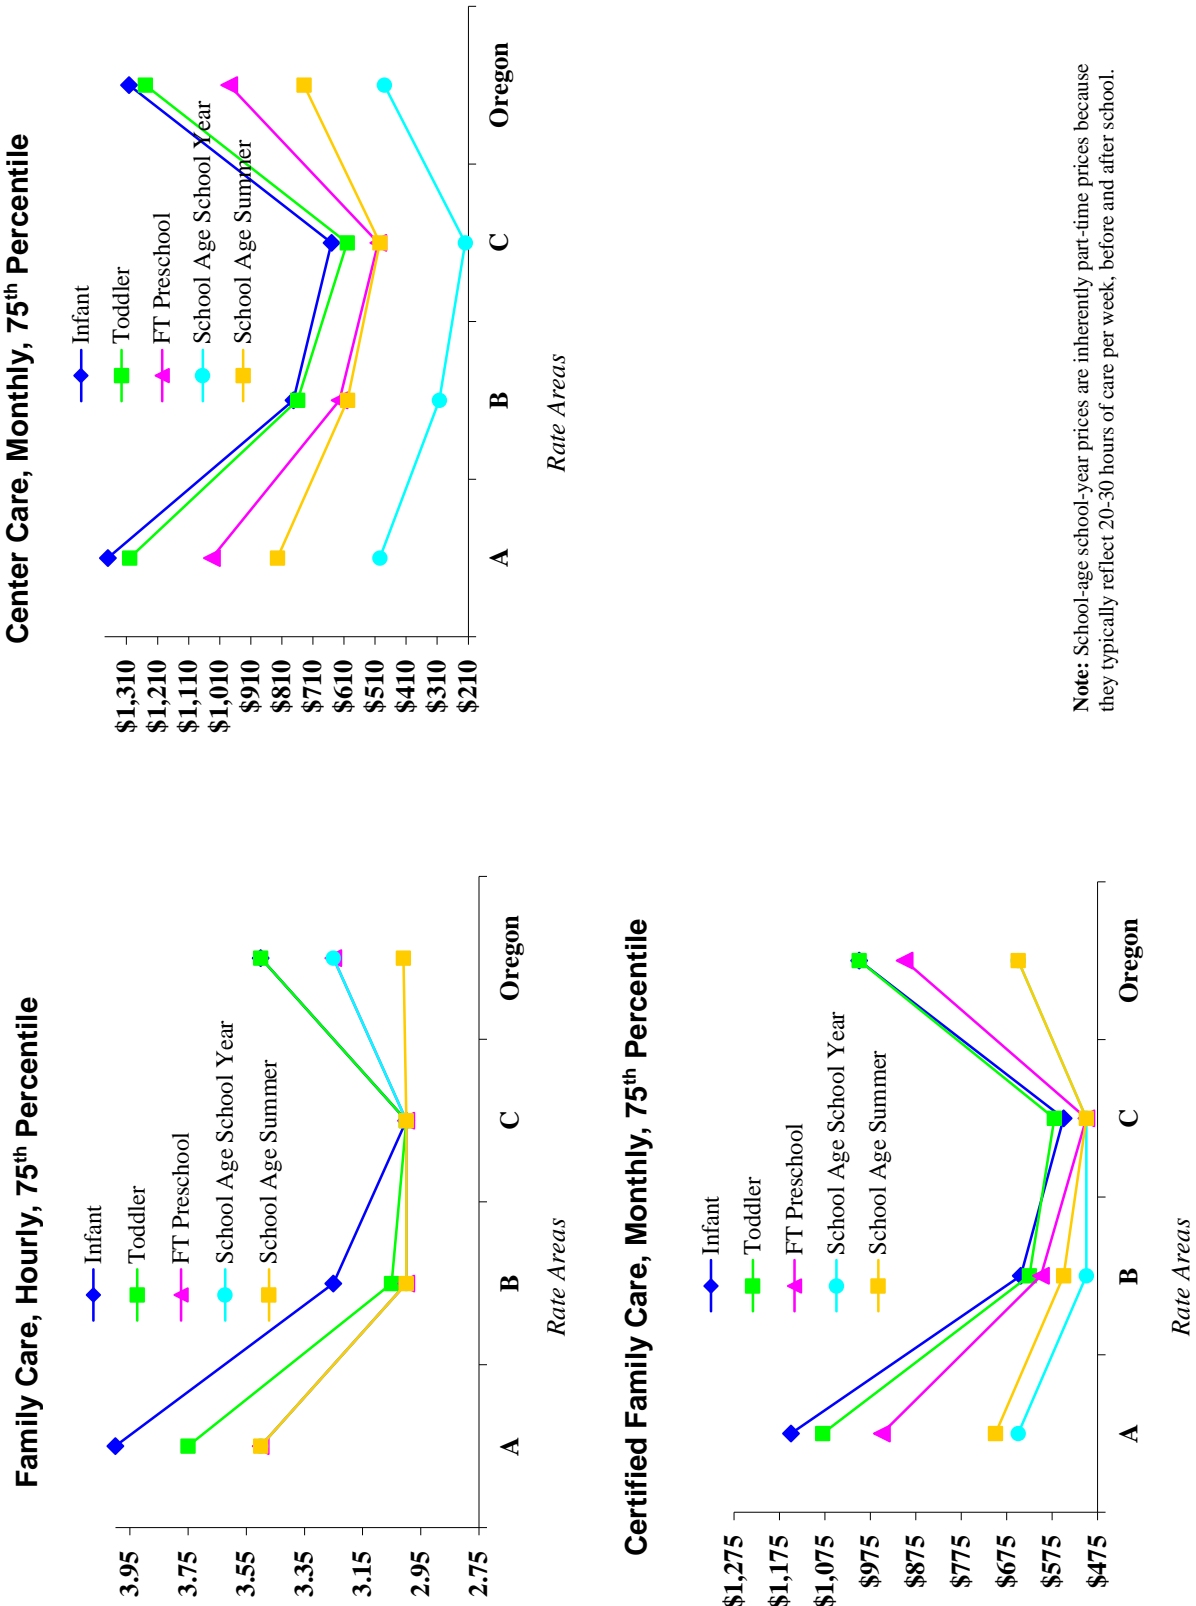 Family Care, Hourly, 75th Percentile
Infant
Toddler
FT Preschool
School Age School Year
School Age Summer
3.95
3.75
3.55
3.35
3.15
2.95
2.75
A
B
C
Oregon
Rate Areas
Center Care, Monthly, 75th Percentile
Infant
Toddler
FT Preschool
School Age School Year
School Age Summer
$1,310
$1,210
$1,110
$1,010
$910
$810
$710
$610
$510
$410
$310
$210
A
B
C
Oregon
Rate Areas
Certified Family Care, Monthly, 75th Percentile
Infant
Toddler
FT Preschool
School Age School Year
School Age Summer
$1,275
$1,175
$1,075
$975
$875
$775
$675
$575
$475
A
B
C
Oregon
Rate Areas
Note: School-age school-year prices are inherently part-time prices because
they typically reflect 20-30 hours of care per week, before and after school.